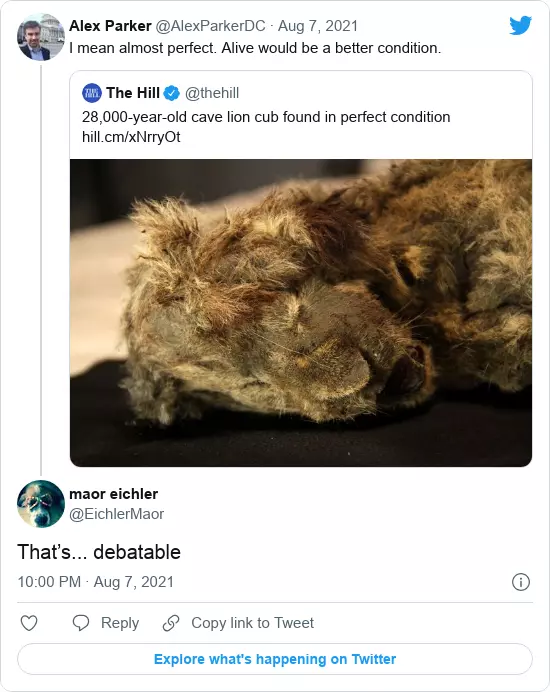 Alex Parker @AlexParkerDC · Aug 7, 2021
I mean almost perfect. Alive would be a better condition.
THE HILL The Hill @thehill
28,000-year-old cave lion cub found in perfect condition
hill.cm/xNrryOt
maor eichler
@EichlerMaor
That's... debatable
10:00 PM · Aug 7, 2021
Reply Copy link to Tweet
Explore what's happening on Twitter